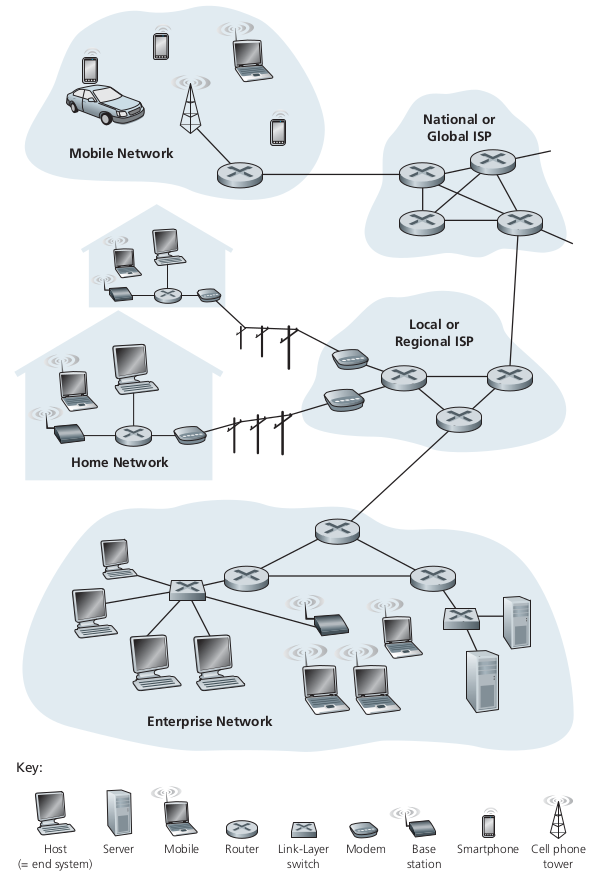 Mobile Network
National or
Global ISP
Local or
Regional ISP
Home Network
Enterprise Network
Key:
Host
(= end system)
Server
Mobile
Router
Link-Layer
switch
Modem
Base
station
Smartphone
Cell phone
tower